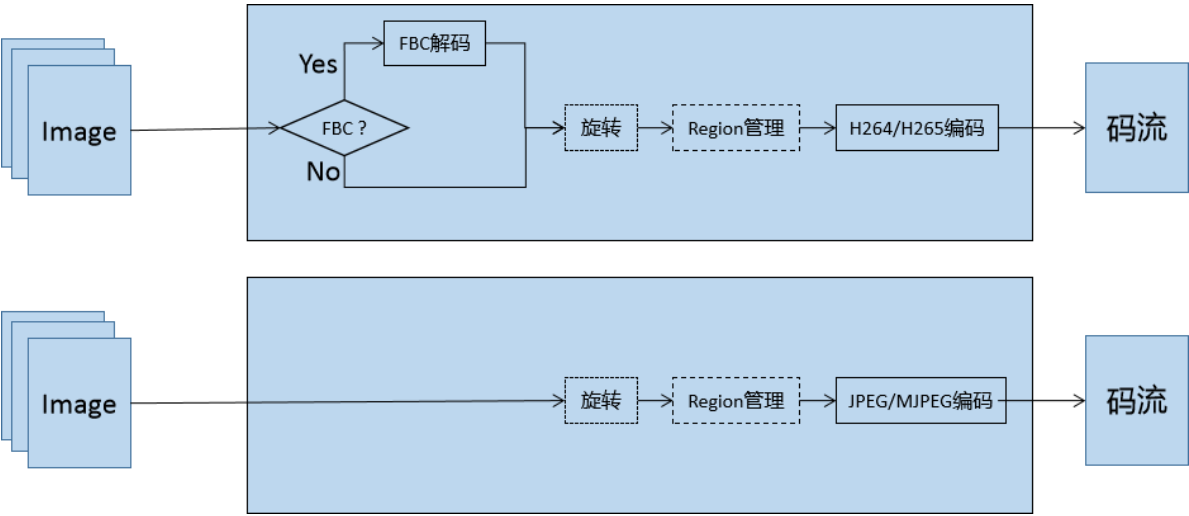 Image
FBC？
Yes
FBC解码
No
旋转
Region管理
H264/H265编码
码流
Image
旋转
Region管理
JPEG/MJPEG编码
码流